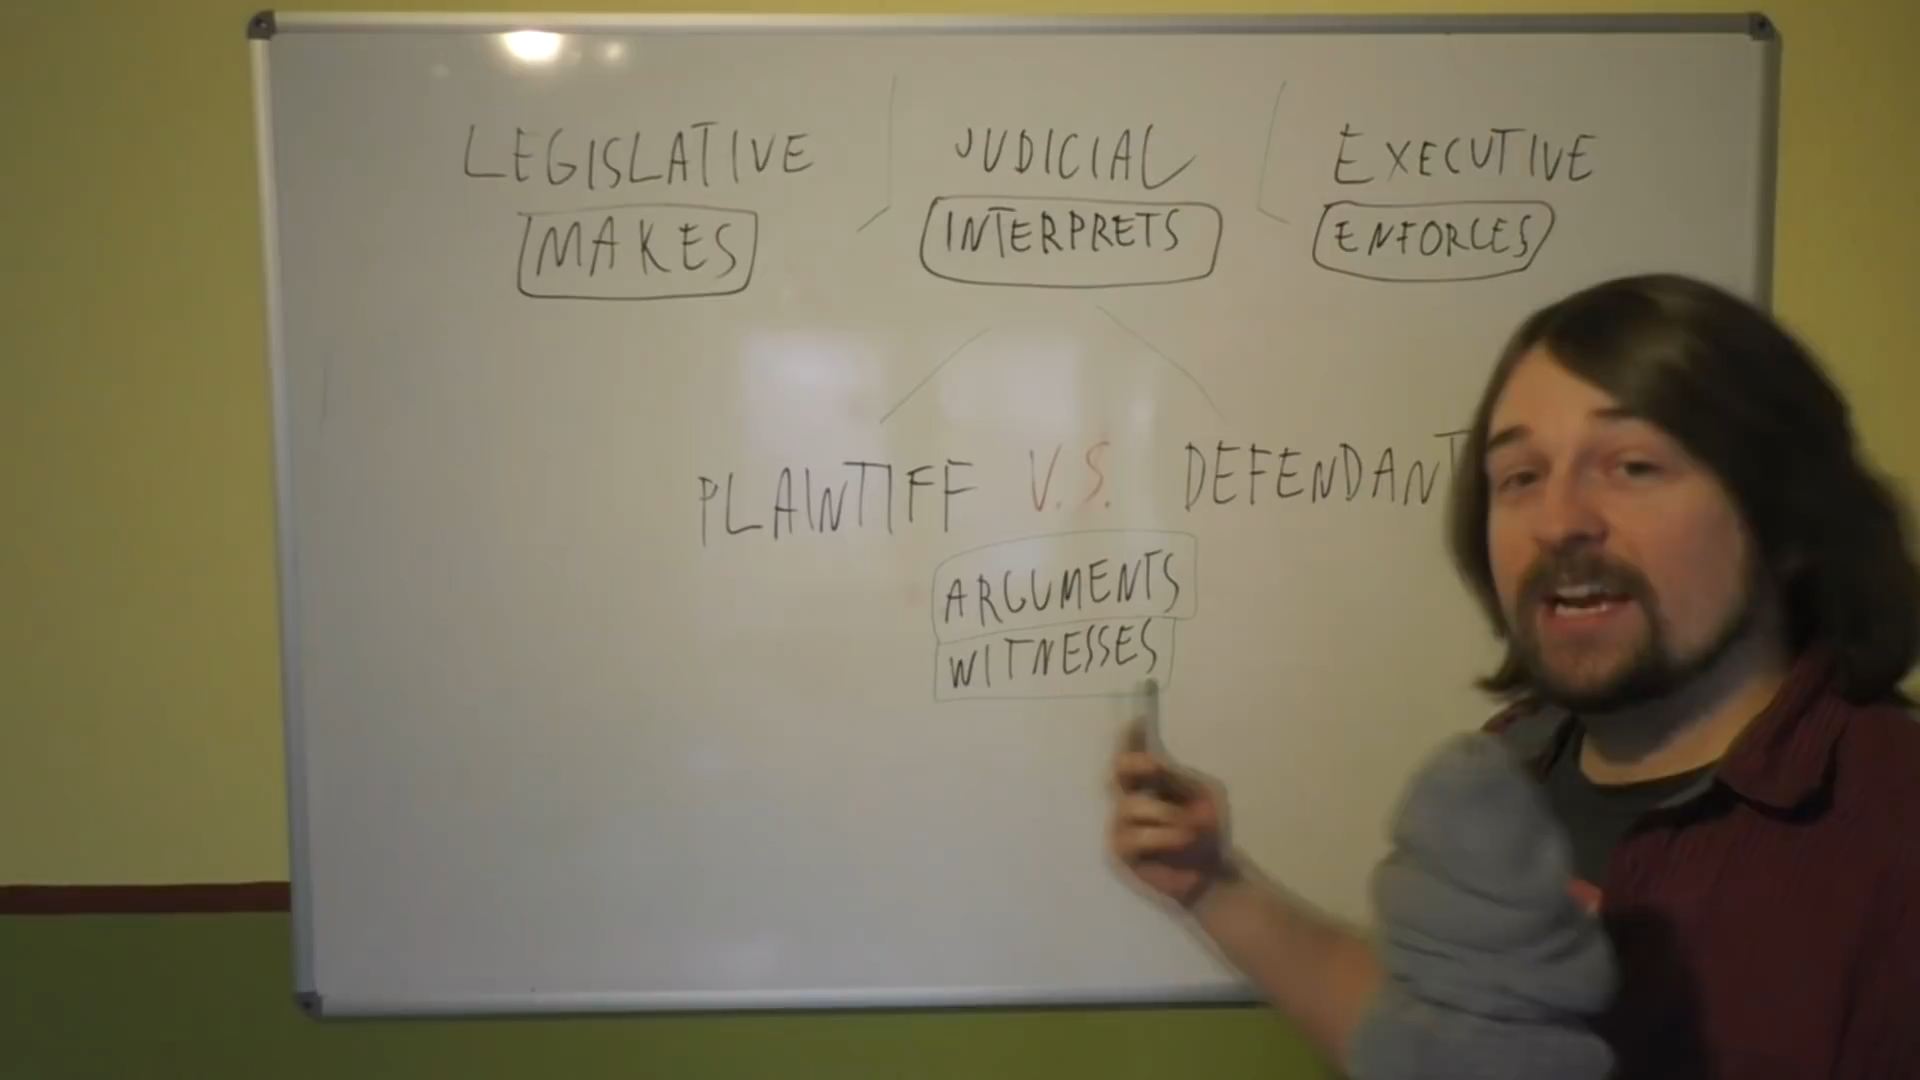 LEGISLATIVE JUDICIAL EXECUTIVE
MAKES INTERPRETS ENFORCES
PLAINTIFF V.S. DEFENDANT
ARGUMENTS
WITNESSES